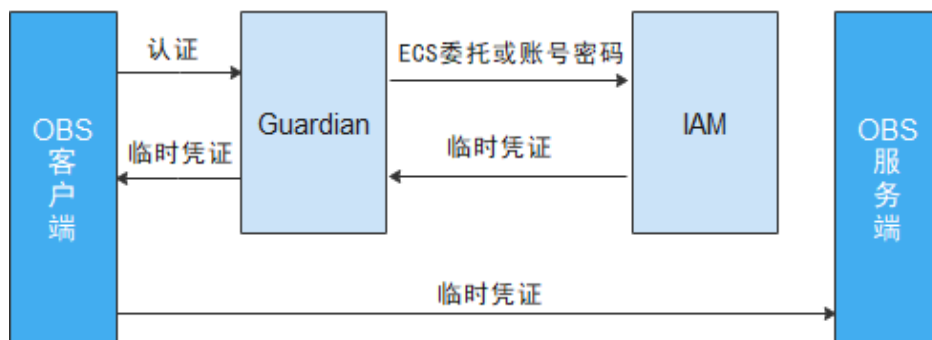 认证
ECS委托或账号密码
OBS
客
户
端
Guardian
IAM
OBS
服
务
端
临时凭证
临时凭证
临时凭证